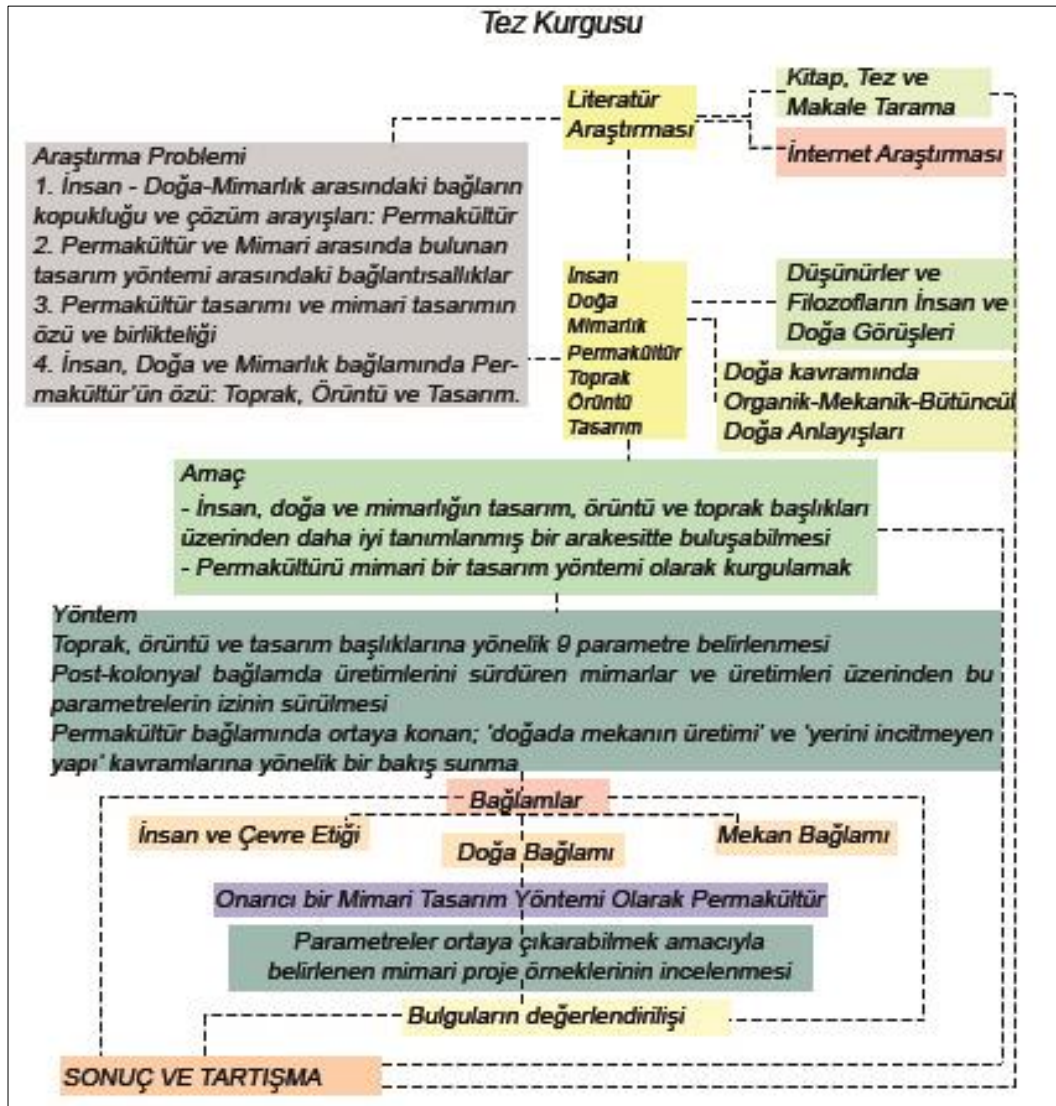 Tez Kurgusu
Literatür
Araştırması
Kitap, Tez ve
Makale Tarama
İnternet Araştırması
Araştırma Problemi
1. İnsan - Doğa-Mimarlık arasındaki bağların
kopukluğu ve çözüm arayışları: Permakültür
2. Permakültür ve Mimari arasında bulunan
tasarım yöntemi arasındaki bağlantısallıklar
3. Permakültür tasarımı ve mimari tasarımın
özü ve birlikteliği
4. İnsan, Doğa ve Mimarlık bağlamında Per-
makültür'ün özü: Toprak, Örüntü ve Tasarım.
Insan
Doğa
Mimarlık
Permakültür
Toprak
Örüntü
Tasarım
Düşünürler ve
Filozofların İnsan ve
Doğa Görüşleri
Doğa kavramında
Organik-Mekanik-Bütüncül
Doğa Anlayışları
Amaç
- İnsan, doğa ve mimarlığın tasarım, örüntü ve toprak başlıkları
üzerinden daha iyi tanımlanmış bir arakesitte buluşabilmesi
- Permakültürü mimari bir tasarım yöntemi olarak kurgulamak
Yöntem
Toprak, örüntü ve tasarım başlıklarına yönelik 9 parametre belirlenmesi
Post-kolonyal bağlamda üretimlerini sürdüren mimarlar ve üretimleri üzerinden bu
parametrelerin izinin sürülmesi
Permakültür bağlamında ortaya konan; 'doğada mekanın üretimi' ve 'yerini incitmeyen
yapı' kavramlarına yönelik bir bakış sunma
Bağlamlar
İnsan ve Çevre Etiği
Doğa Bağlamı
Mekan Bağlamı
Onarıcı bir Mimari Tasarım Yöntemi Olarak Permakültür
Parametreler ortaya çıkarabilmek amacıyla
belirlenen mimari proje örneklerinin incelenmesi
Bulguların değerlendirilişi
SONUÇ VE TARTIŞMA